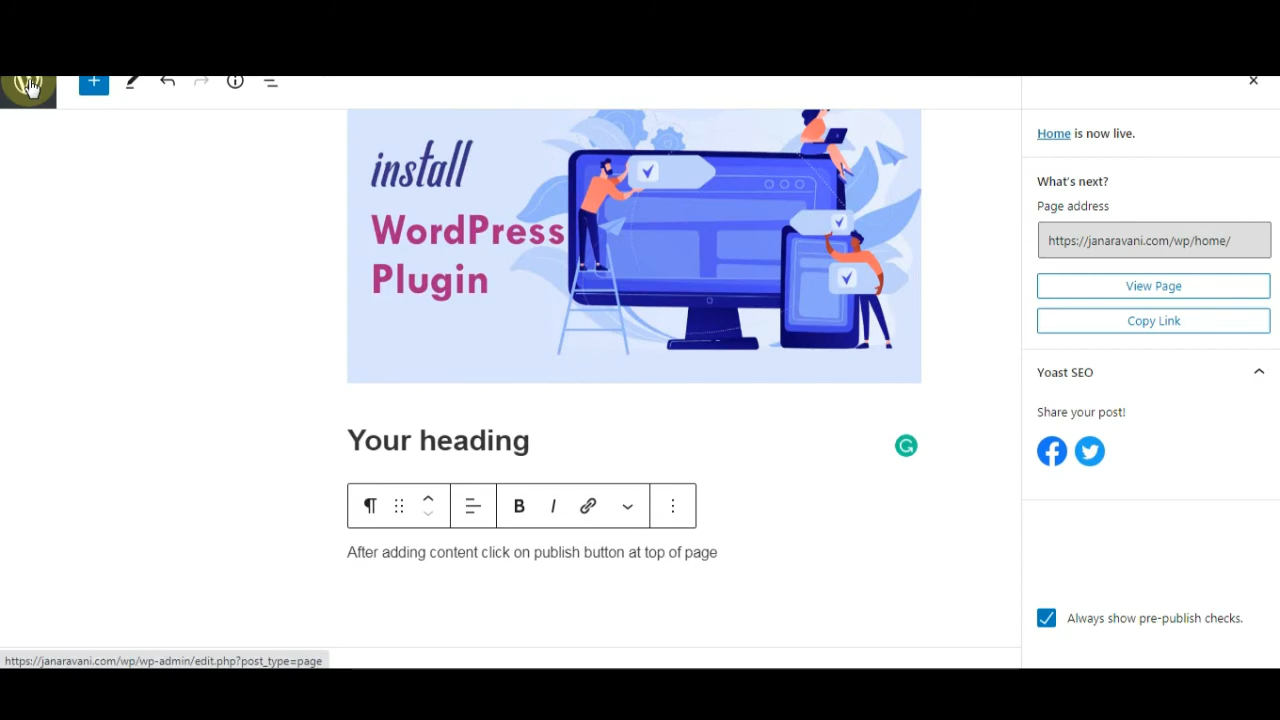 install
WordPress
Plugin
Your heading
B I
After adding content click on publish button at top of page
Home is now live.
What's next?
Page address
https://janaravani.com/wp/home/
View Page
Copy Link
Yoast SEO
Share your post!
Always show pre-publish checks.
https://janaravani.com/wp/wp-admin/edit.php?post_type=page